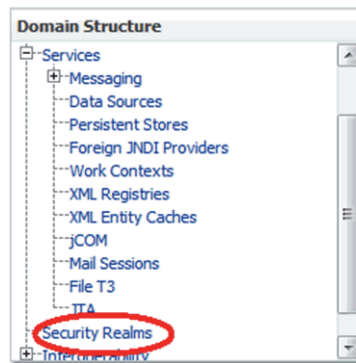 Domain Structure
Services
Messaging
Data Sources
Persistent Stores
Foreign JNDI Providers
Work Contexts
XML Registries
XML Entity Caches
jCOM
Mail Sessions
File T3
JTA
Security Realms
Interoperability